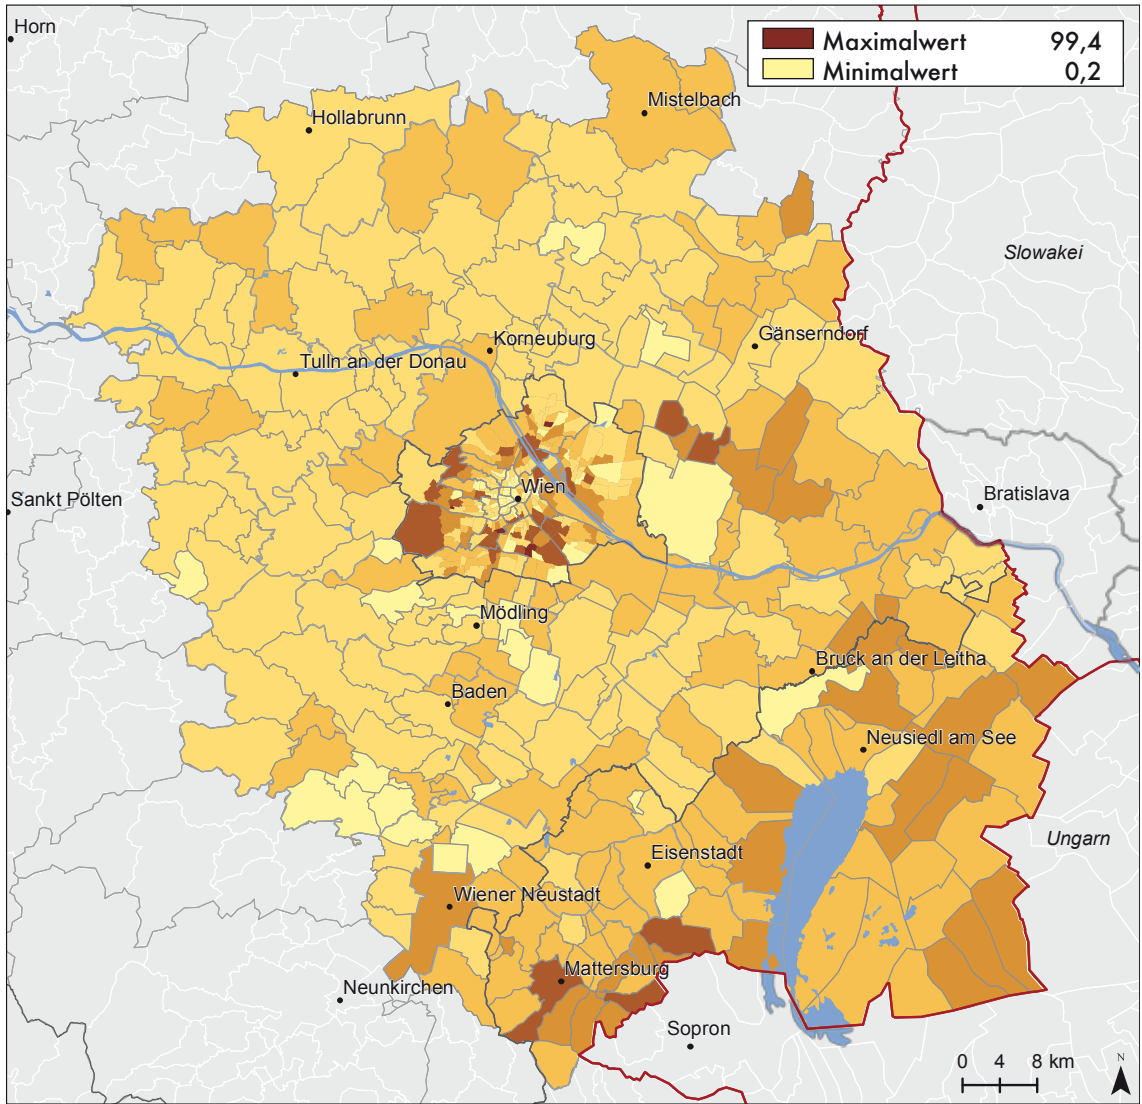 Horn
Maximalwert 99,4
Minimalwert 0,2
Mistelbach
Hollabrunn
Slowakei
Gänserndorf
Korneuburg
Tulln an der Donau
Wien
Bratislava
Sankt Pölten
Mödling
Bruck an der Leitha
Baden
Neusiedl am See
Ungarn
Eisenstadt
Wiener Neustadt
Mattersburg
Neunkirchen
Sopron
0 4 8 km
N